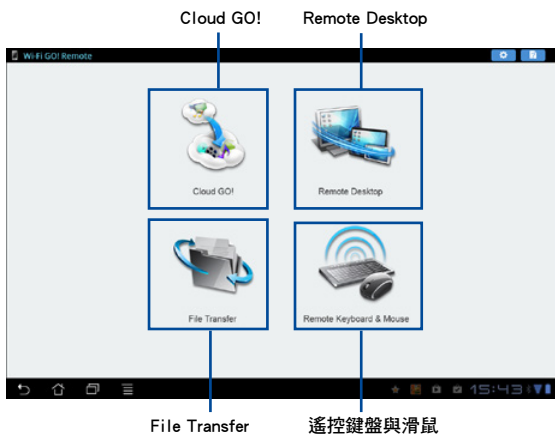 Cloud GO!
Remote Desktop
Wi-Fi GO! Remote
Cloud GO!
Remote Desktop
File Transfer
Remote Keyboard & Mouse
15:43
File Transfer
遙控鍵盤與滑鼠